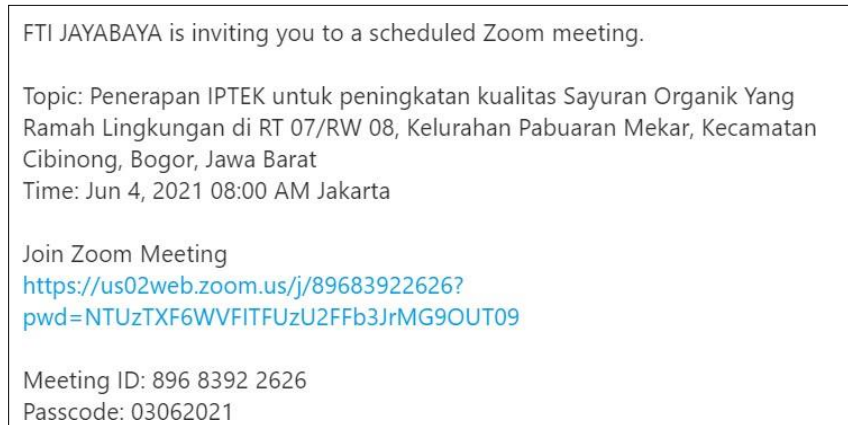 FTI JAYABAYA is inviting you to a scheduled Zoom meeting.
Topic: Penerapan IPTEK untuk peningkatan kualitas Sayuran Organik Yang
Ramah Lingkungan di RT 07/RW 08, Kelurahan Pabuaran Mekar, Kecamatan
Cibinong, Bogor, Jawa Barat
Time: Jun 4, 2021 08:00 AM Jakarta
Join Zoom Meeting
https://us02web.zoom.us/j/89683922626?
pwd=NTUzTXF6WVFITFUzU2FFb3JrMG9OUT09
Meeting ID: 896 8392 2626
Passcode: 03062021